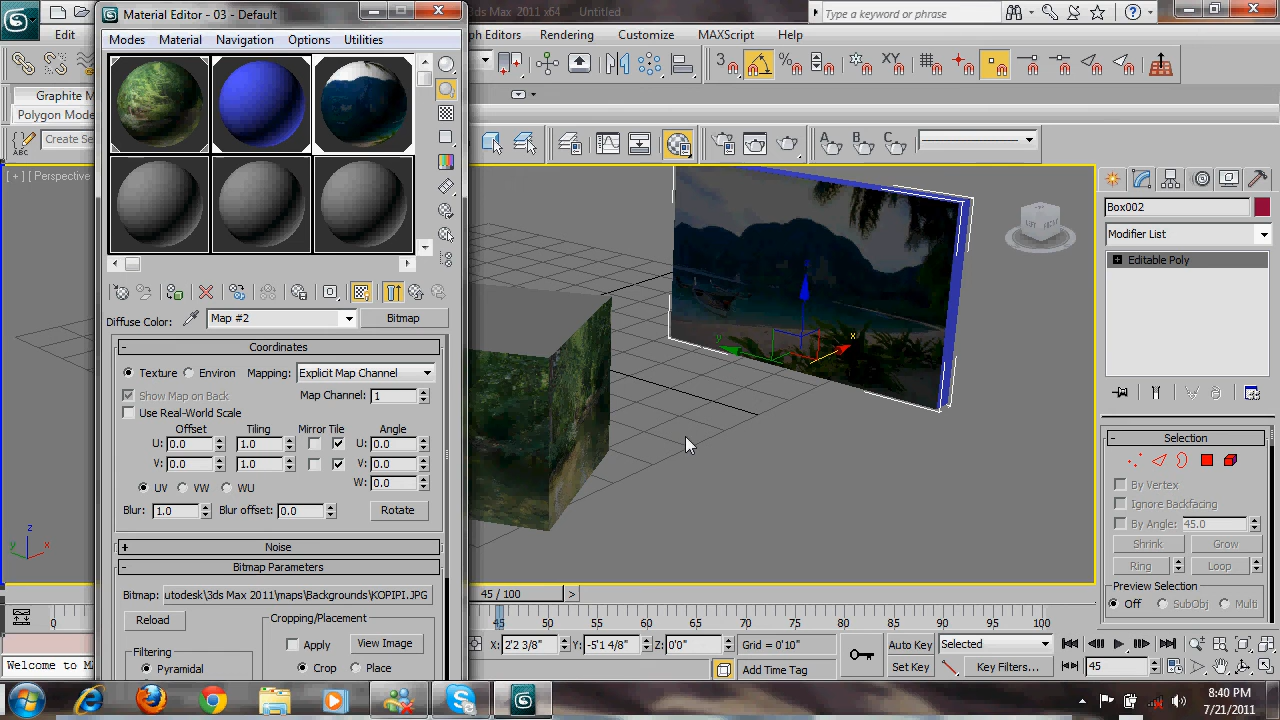 Material Editor - 03 - Default
3ds Max 2011 x64
Untitled
Type a keyword or phrase
Modes
Material
Navigation
Options
Utilities
Edit
ph Editors
Rendering
Customize
MAXScript
Help
Graphite M
Polygon Mode
Create Se
ABC
3
%
XY
A
B
C
[ + ] [ Perspective
Box002
Modifier List
Editable Poly
Diffuse Color:
Map #2
Bitmap
Coordinates
Texture
Environ
Mapping:
Explicit Map Channel
Show Map on Back
Map Channel:
1
Use Real-World Scale
Offset
Tiling
Mirror Tile
Angle
U:
0.0
1.0
U:
0.0
V:
0.0
1.0
V:
0.0
W:
0.0
UV
VW
WU
Blur:
1.0
Blur offset:
0.0
Rotate
Noise
Bitmap Parameters
Bitmap:
utodesk\3ds Max 2011\maps\Backgrounds\KOPIPI.JPG
Reload
Cropping/Placement
Apply
View Image
Filtering
Pyramidal
Crop
Place
x
y
z
y
x
Selection
By Vertex
Ignore Backfacing
By Angle:
45.0
Shrink
Grow
Ring
Loop
Preview Selection
Off
SubObj
Multi
45 / 100
>
0
45
50
55
60
65
70
75
80
85
90
95
100
X:
2'2 3/8"
Y:
-5'1 4/8"
Z:
0'0"
Grid = 0'10"
Add Time Tag
Auto Key
Selected
Set Key
Key Filters...
45
Welcome to M
8:40 PM
7/21/2011